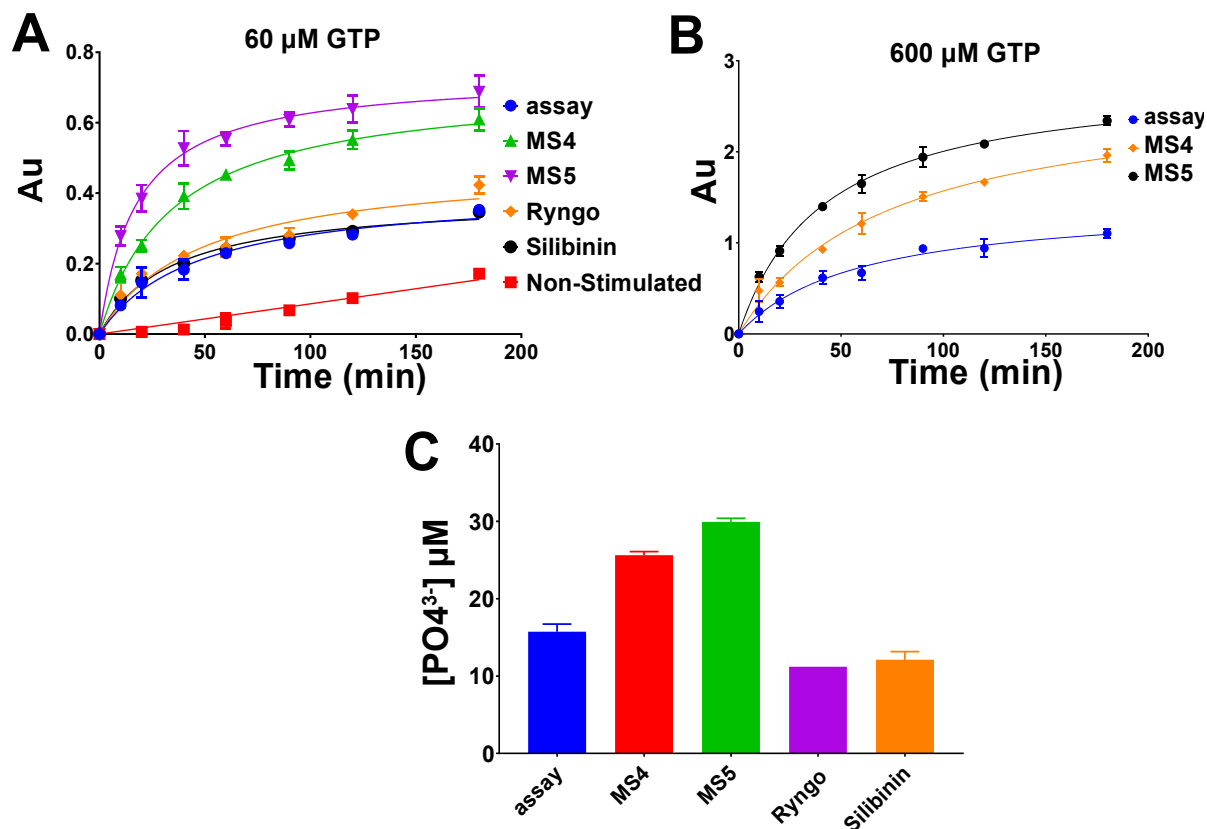 A
60 µM GTP
Au
0.8
0.6
0.4
0.2
0.0
0
50
100
150
200
Time (min)
assay
MS4
MS5
Ryngo
Silibinin
Non-Stimulated
B
600 µM GTP
Au
3
2
1
0
0
50
100
150
200
Time (min)
assay
MS4
MS5
C
[PO4³⁻] µM
40
30
20
10
0
assay
MS4
MS5
Ryngo
Silibinin